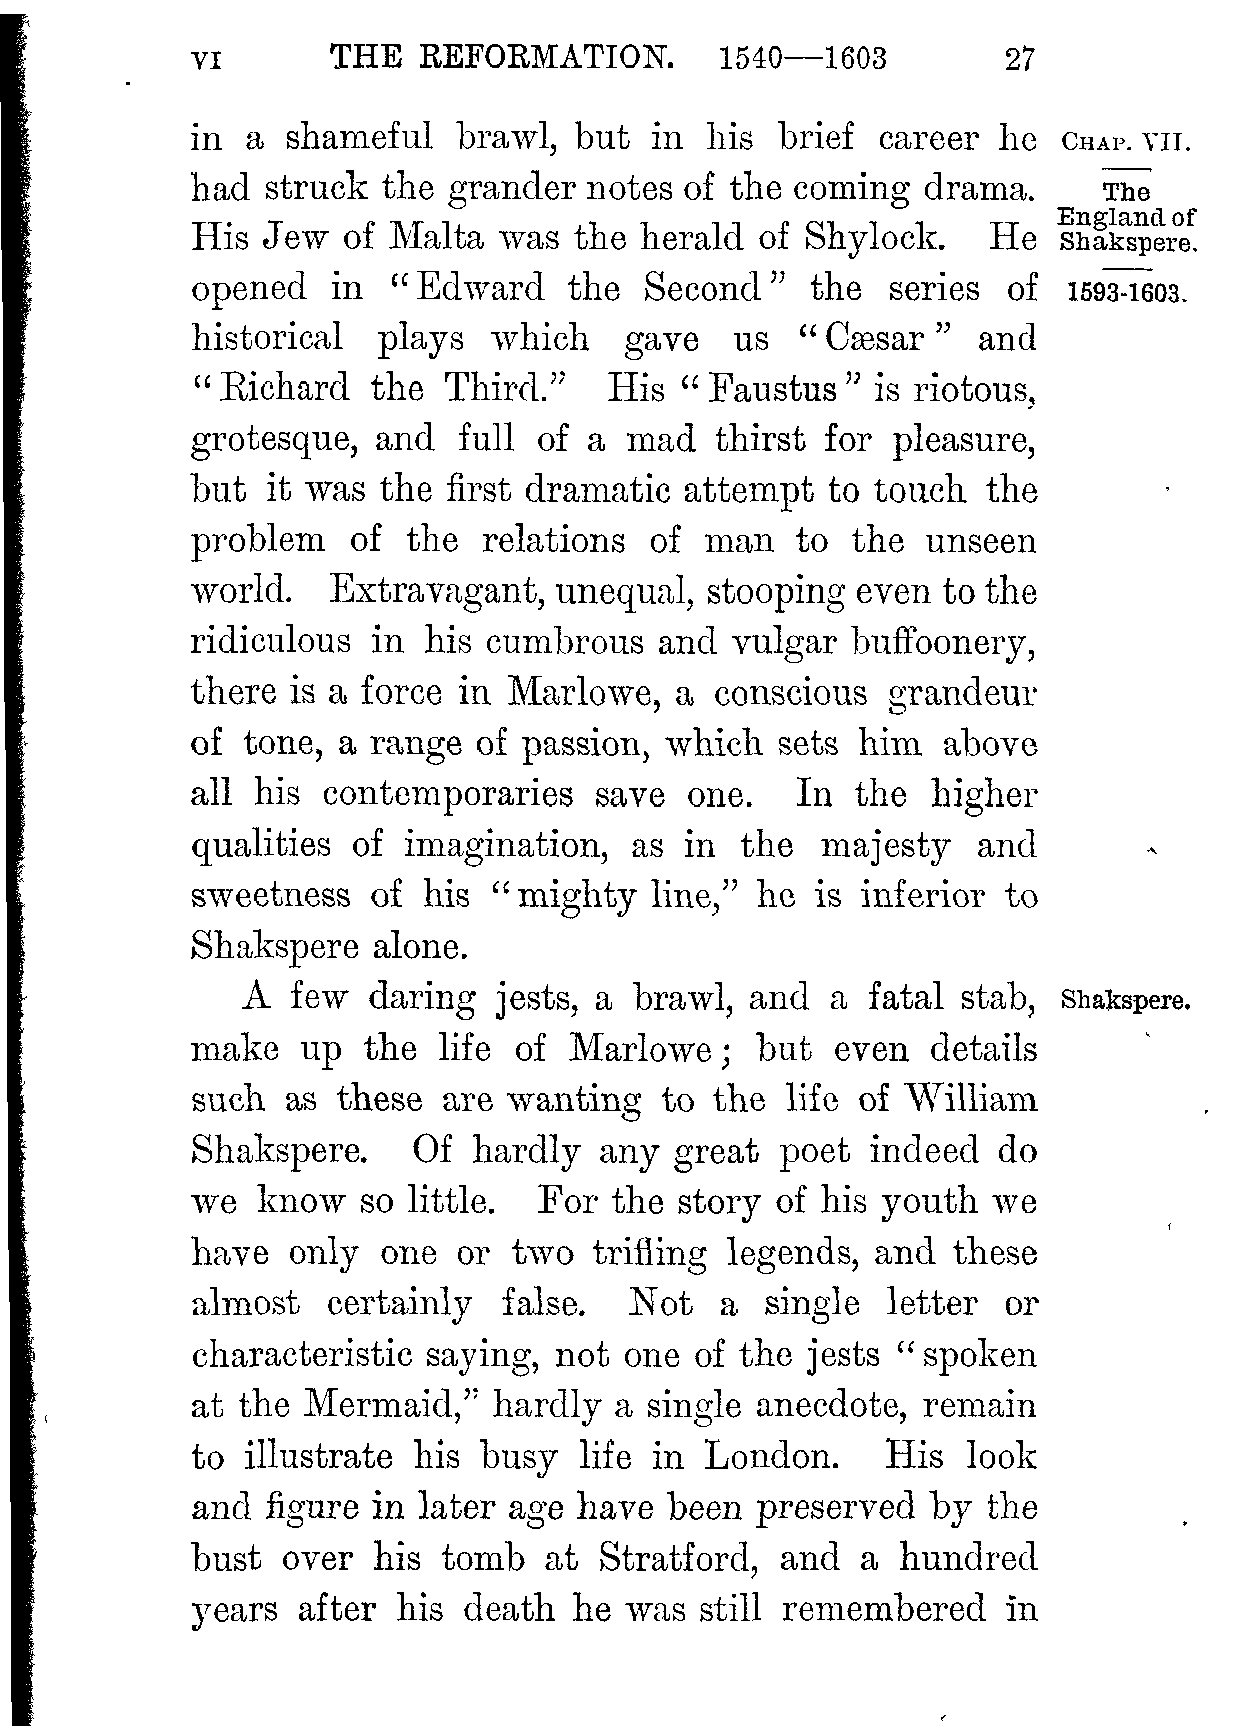 VI THE REFORMATION. 1540—1603 27
in a shameful brawl, but in his brief career he
had struck the grander notes of the coming drama.
His Jew of Malta was the herald of Shylock. He
opened in “Edward the Second” the series of
historical plays which gave us “Cæsar” and
“Richard the Third.” His “Faustus” is riotous,
grotesque, and full of a mad thirst for pleasure,
but it was the first dramatic attempt to touch the
problem of the relations of man to the unseen
world. Extravagant, unequal, stooping even to the
ridiculous in his cumbrous and vulgar buffoonery,
there is a force in Marlowe, a conscious grandeur
of tone, a range of passion, which sets him above
all his contemporaries save one. In the higher
qualities of imagination, as in the majesty and
sweetness of his “mighty line,” he is inferior to
Shakspere alone.
A few daring jests, a brawl, and a fatal stab,
make up the life of Marlowe; but even details
such as these are wanting to the life of William
Shakspere. Of hardly any great poet indeed do
we know so little. For the story of his youth we
have only one or two trifling legends, and these
almost certainly false. Not a single letter or
characteristic saying, not one of the jests “spoken
at the Mermaid,” hardly a single anecdote, remain
to illustrate his busy life in London. His look
and figure in later age have been preserved by the
bust over his tomb at Stratford, and a hundred
years after his death he was still remembered in
CHAP. VII.
The
England of
Shakspere.
1593-1603.
Shakspere.